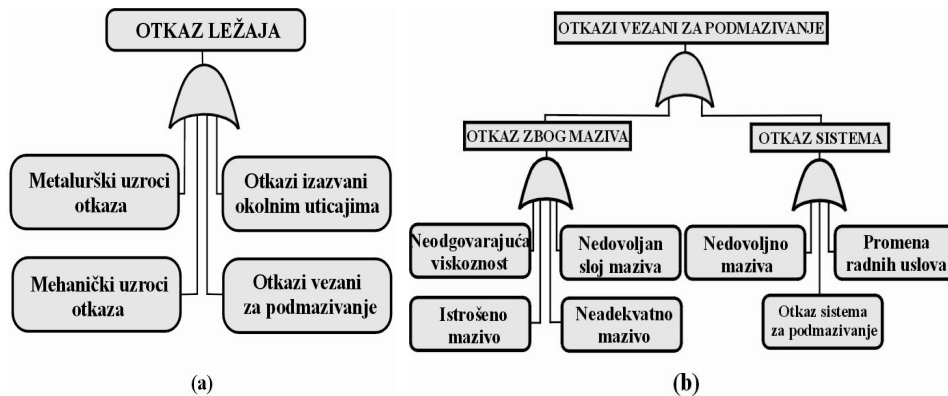 OTKAZ LEŽAJA
Metalurški uzroci
otkaza
Otkazi izazvani
okolnim uticajima
Mehanički uzroci
otkaza
Otkazi vezani
za podmazivanje
(a)
OTKAZI VEZANI ZA PODMAZIVANJE
OTKAZ ZBOG MAZIVA
OTKAZ SISTEMA
Neodgovarajuća
viskoznost
Nedovoljan
sloj maziva
Nedovoljno
maziva
Promena
radnih uslova
Istrošeno
mazivo
Neadekvatno
mazivo
Otkaz sistema
za podmazivanje
(b)